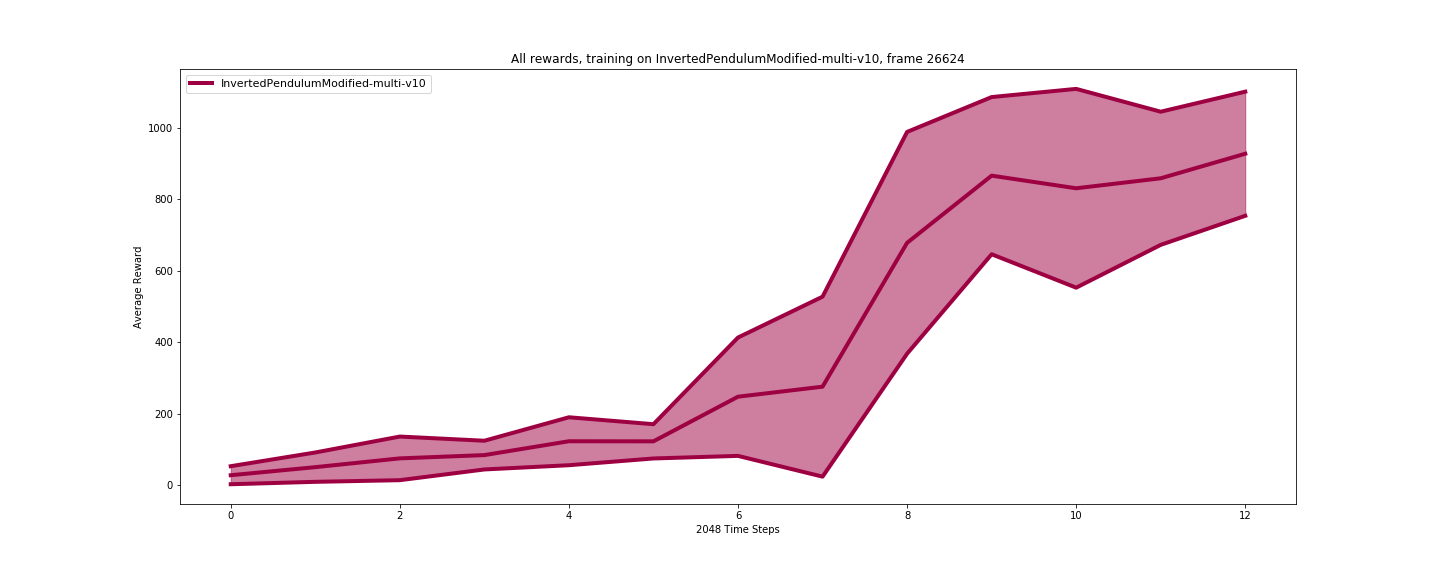 All rewards, training on InvertedPendulumModified-multi-v10, frame 26624
InvertedPendulumModified-multi-v10
Average Reward
1000
800
600
400
200
0
0 2 4 6 8 10 12
2048 Time Steps